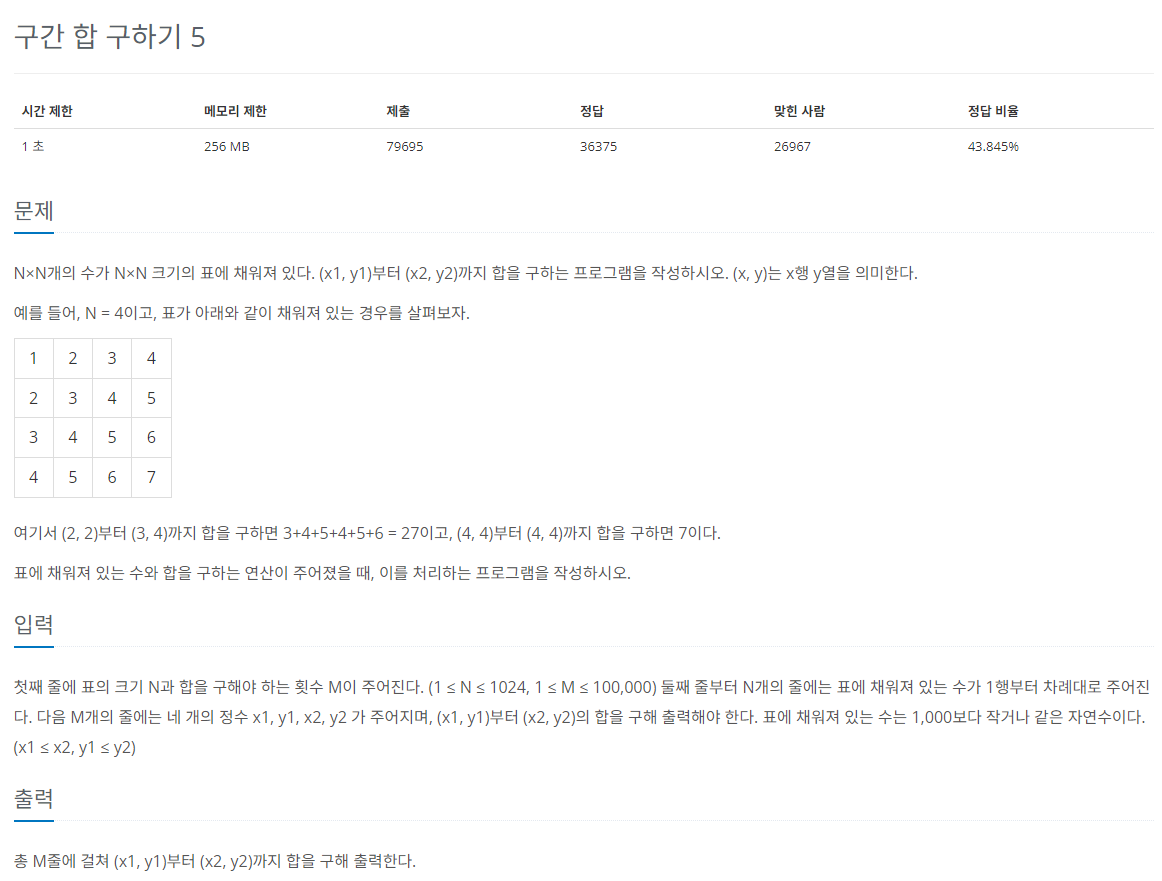 구간 합 구하기 5
시간 제한 메모리 제한 제출 정답 맞힌 사람 정답 비율
1 초 256 MB 79695 36375 26967 43.845%
문제
N×N개의 수가 N×N 크기의 표에 채워져 있다. (x1, y1)부터 (x2, y2)까지 합을 구하는 프로그램을 작성하시오. (x, y)는 x행 y열을 의미한다.
예를 들어, N = 4이고, 표가 아래와 같이 채워져 있는 경우를 살펴보자.
1 2 3 4
2 3 4 5
3 4 5 6
4 5 6 7
여기서 (2, 2)부터 (3, 4)까지 합을 구하면 3+4+5+4+5+6 = 27이고, (4, 4)부터 (4, 4)까지 합을 구하면 7이다.
표에 채워져 있는 수와 합을 구하는 연산이 주어졌을 때, 이를 처리하는 프로그램을 작성하시오.
입력
첫째 줄에 표의 크기 N과 합을 구해야 하는 횟수 M이 주어진다. (1 ≤ N ≤ 1024, 1 ≤ M ≤ 100,000) 둘째 줄부터 N개의 줄에는 표에 채워져 있는 수가 1행부터 차례대로 주어진
다. 다음 M개의 줄에는 네 개의 정수 x1, y1, x2, y2 가 주어지며, (x1, y1)부터 (x2, y2)의 합을 구해 출력해야 한다. 표에 채워져 있는 수는 1,000보다 작거나 같은 자연수이다.
(x1 ≤ x2, y1 ≤ y2)
출력
총 M줄에 걸쳐 (x1, y1)부터 (x2, y2)까지 합을 구해 출력한다.